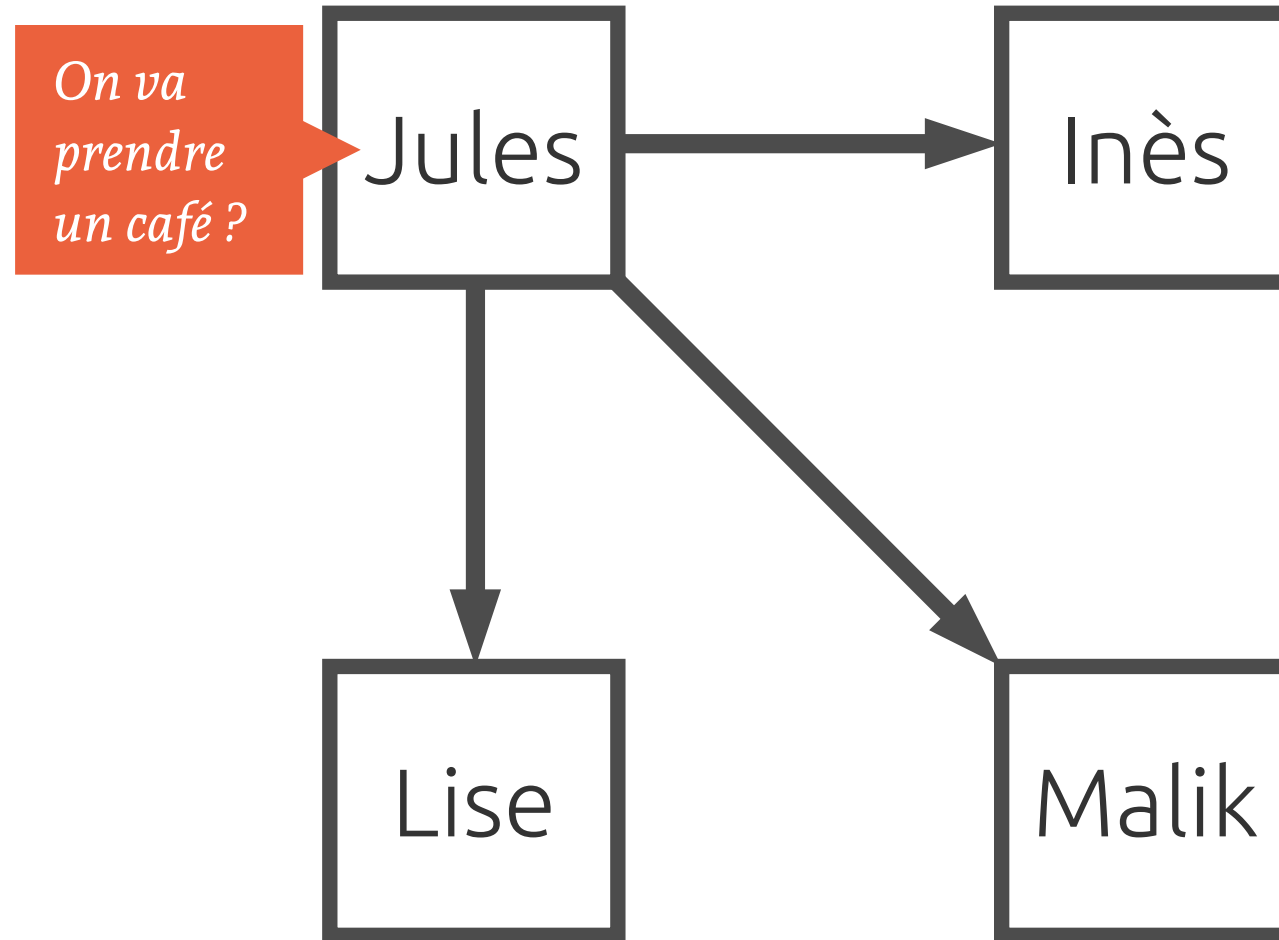 On va
prendre
un café ?
Jules
Inès
Lise
Malik